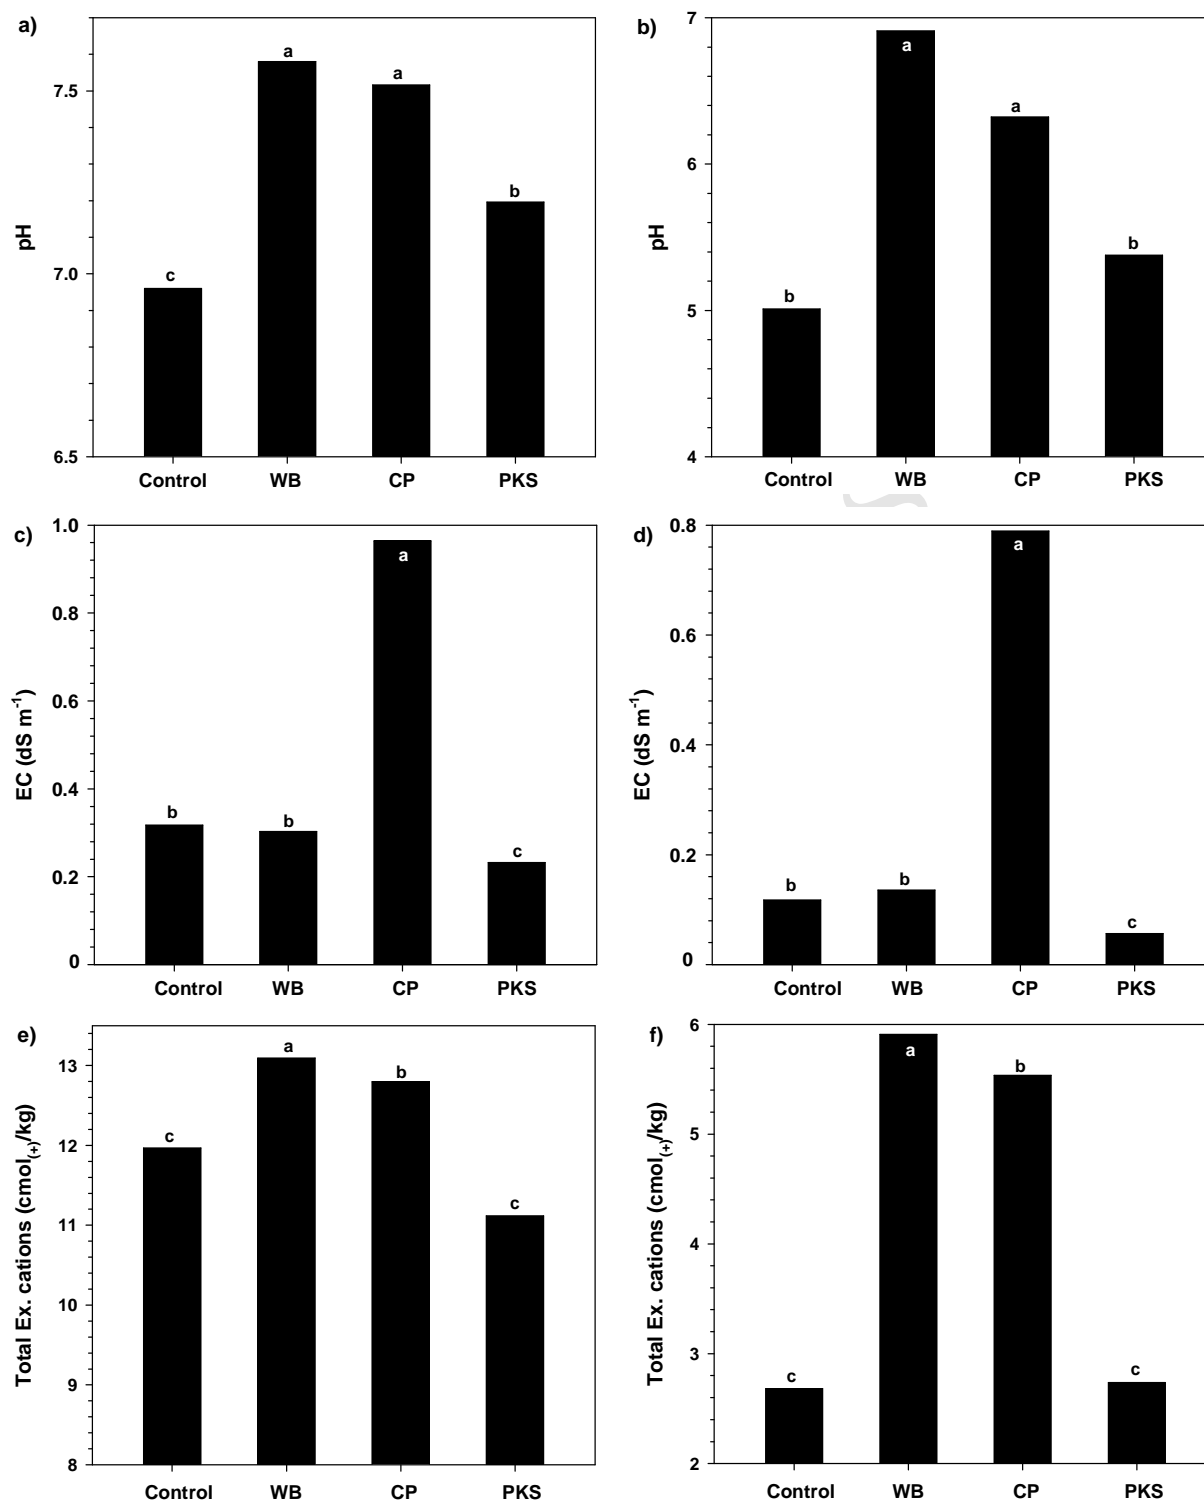 a)
7.5
7.0
6.5
pH
a
a
b
c
Control WB CP PKS
b)
7
6
5
4
pH
a
a
b
b
Control WB CP PKS
c)
1.0
0.8
0.6
0.4
0.2
0
EC (dS m-1)
a
b
b
c
Control WB CP PKS
d)
0.8
0.6
0.4
0.2
0
EC (dS m-1)
a
b
b
c
Control WB CP PKS
e)
13
12
11
10
9
8
Total Ex. cations (cmol(+)/kg)
a
b
c
c
Control WB CP PKS
f)
6
5
4
3
2
Total Ex. cations (cmol(+)/kg)
a
b
c
c
Control WB CP PKS